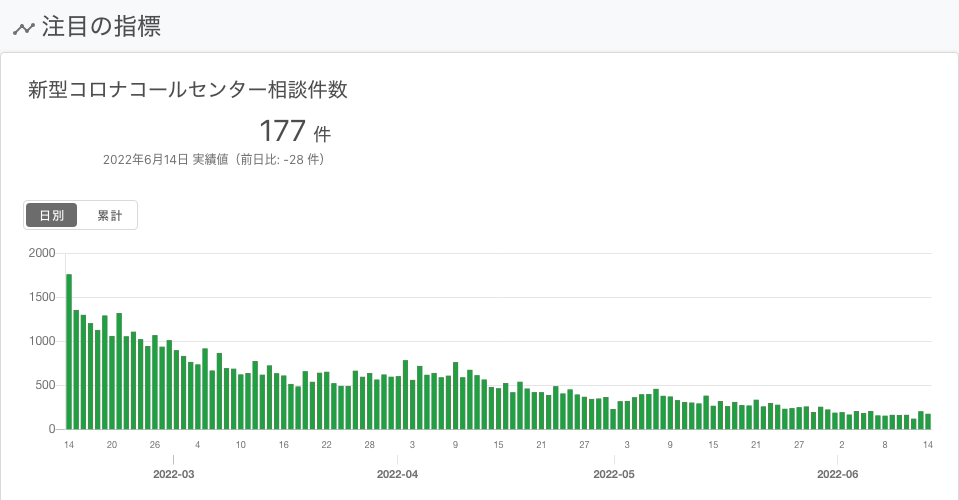 注目の指標
新型コロナコールセンター相談件数
177 件
2022年6月14日 実績値（前日比: -28 件）
日別 累計
2000
1500
1000
500
0
14 20 26 4 10 16 22 28 3 9 15 21 27 3 9 15 21 27 2 8 14
2022-03 2022-04 2022-05 2022-06